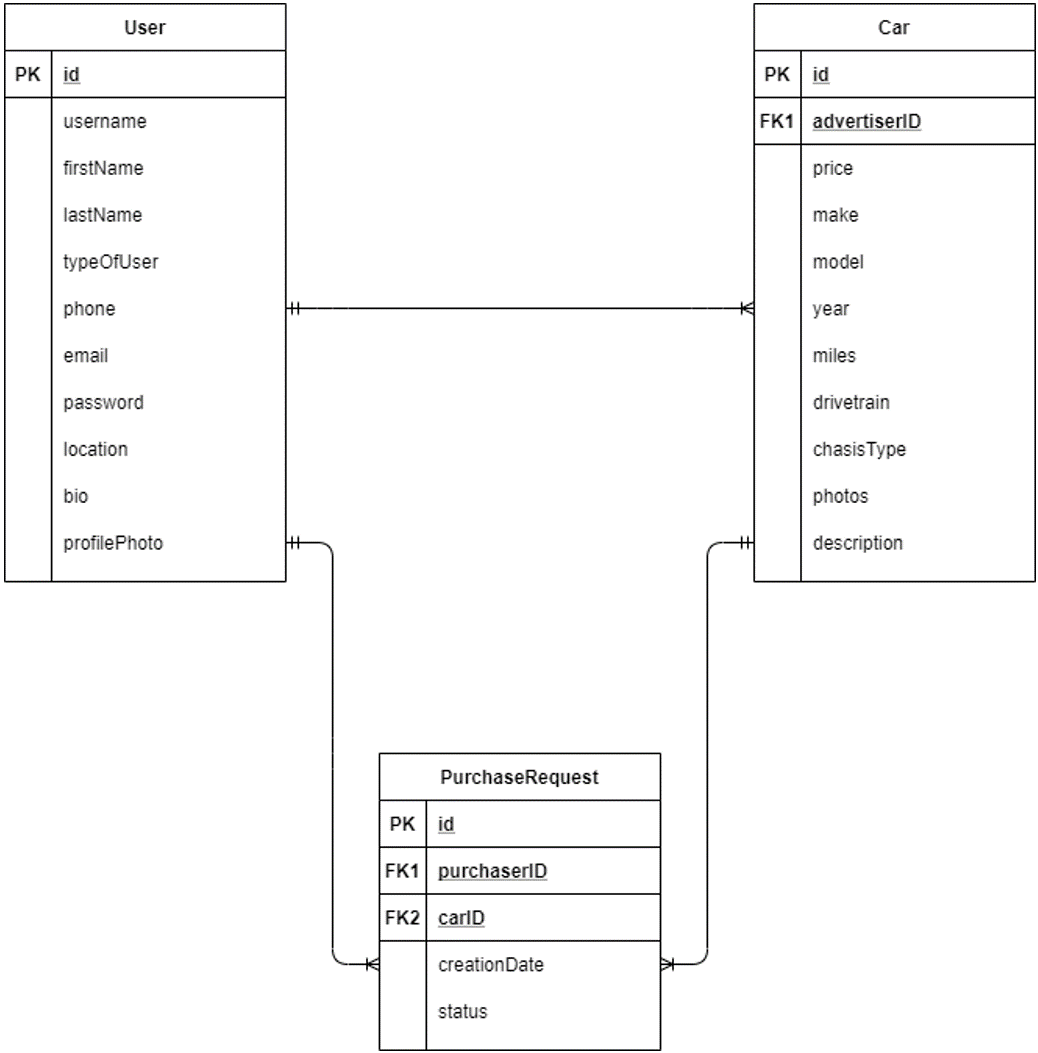 User
PK id
username
firstName
lastName
typeOfUser
phone
email
password
location
bio
profilePhoto
Car
PK id
FK1 advertiserID
price
make
model
year
miles
drivetrain
chasisType
photos
description
PurchaseRequest
PK id
FK1 purchaserID
FK2 carID
creationDate
status